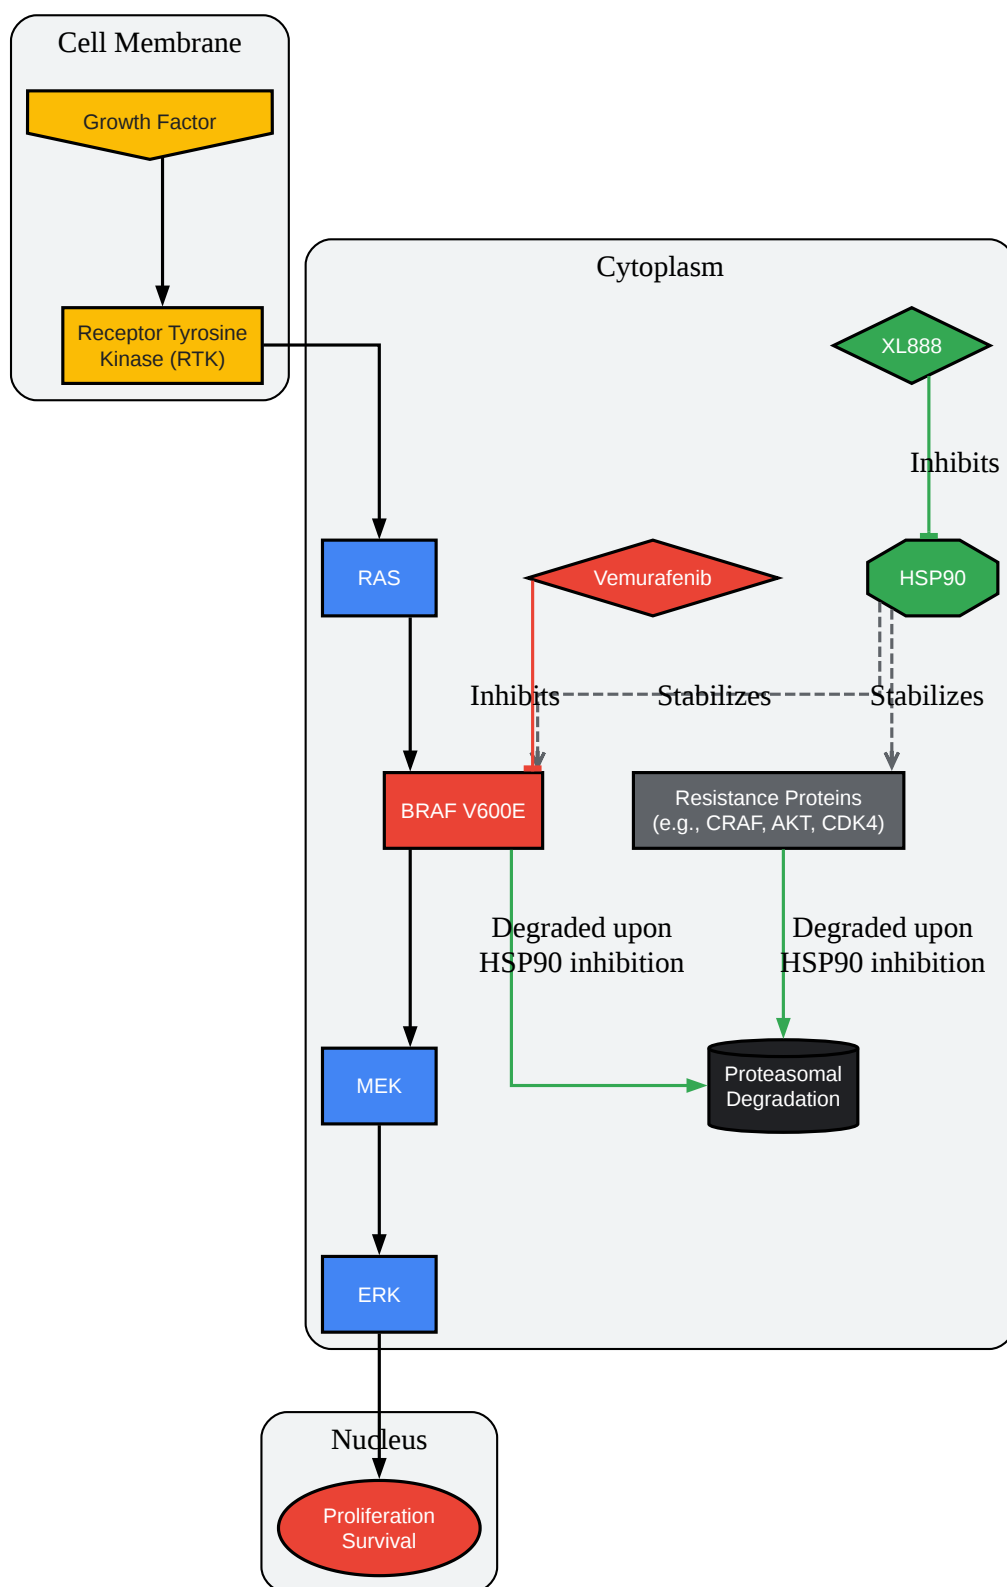 Cell Membrane
Growth Factor
Receptor Tyrosine
Kinase (RTK)
Cytoplasm
XL888
Inhibits
RAS
Vemurafenib
HSP90
Inhibits
Stabilizes
Stabilizes
BRAF V600E
Resistance Proteins
(e.g., CRAF, AKT, CDK4)
Degraded upon
HSP90 inhibition
Degraded upon
HSP90 inhibition
MEK
Proteasomal
Degradation
ERK
Nucleus
Proliferation
Survival